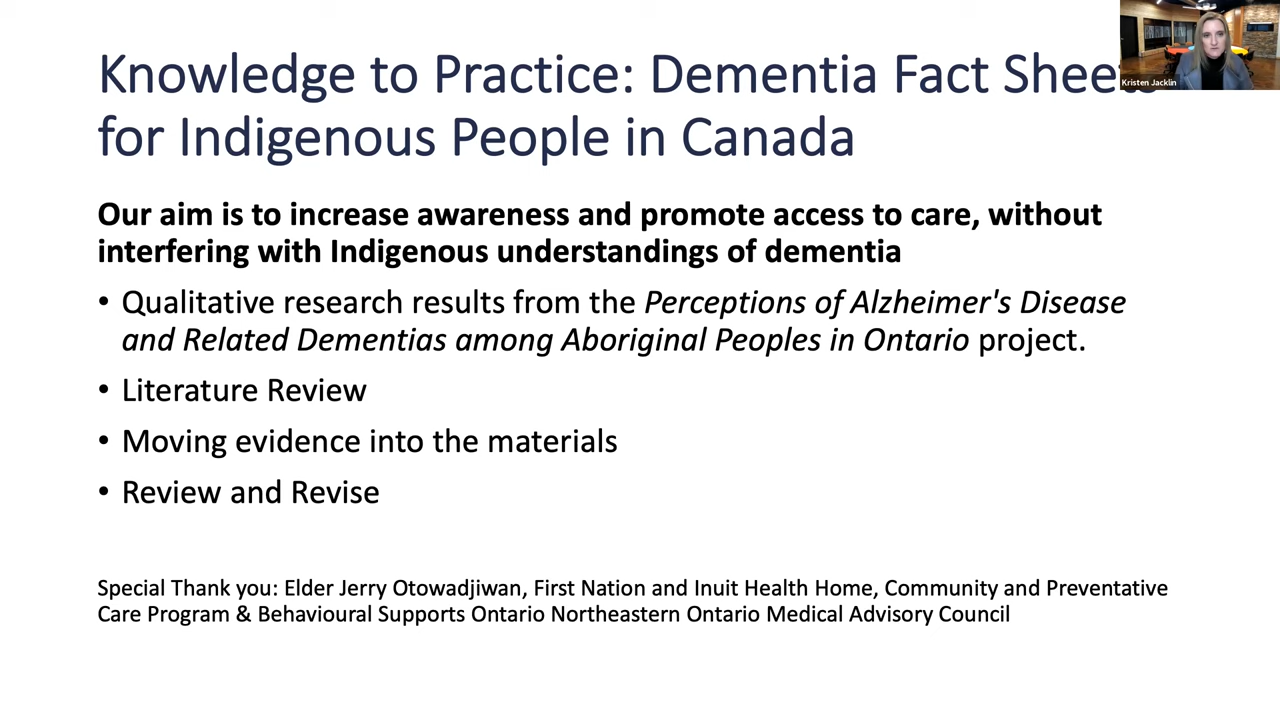 Knowledge to Practice: Dementia Fact Sheets
for Indigenous People in Canada
Kristen Jacklin
Our aim is to increase awareness and promote access to care, without
interfering with Indigenous understandings of dementia
• Qualitative research results from the Perceptions of Alzheimer's Disease
and Related Dementias among Aboriginal Peoples in Ontario project.
• Literature Review
• Moving evidence into the materials
• Review and Revise
Special Thank you: Elder Jerry Otowadjiwan, First Nation and Inuit Health Home, Community and Preventative
Care Program & Behavioural Supports Ontario Northeastern Ontario Medical Advisory Council